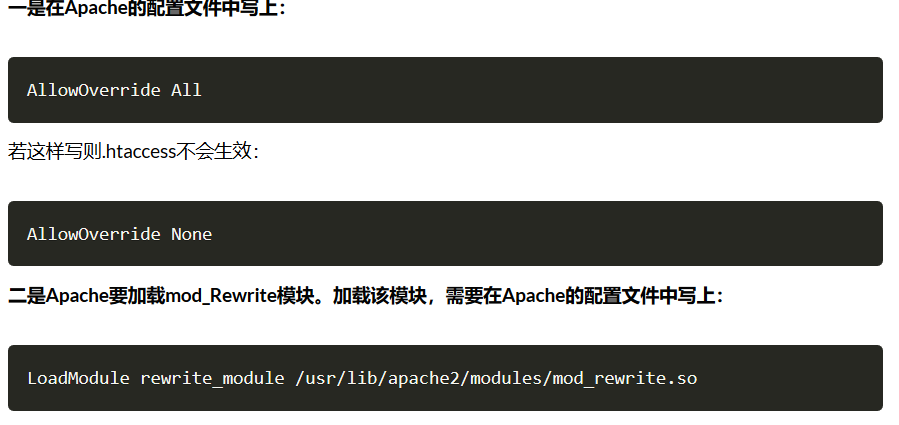 一是在Apache的配置文件中写上：
AllowOverride All
若这样写则.htaccess不会生效：
AllowOverride None
二是Apache要加载mod_Rewrite模块。加载该模块，需要在Apache的配置文件中写上：
LoadModule rewrite_module /usr/lib/apache2/modules/mod_rewrite.so